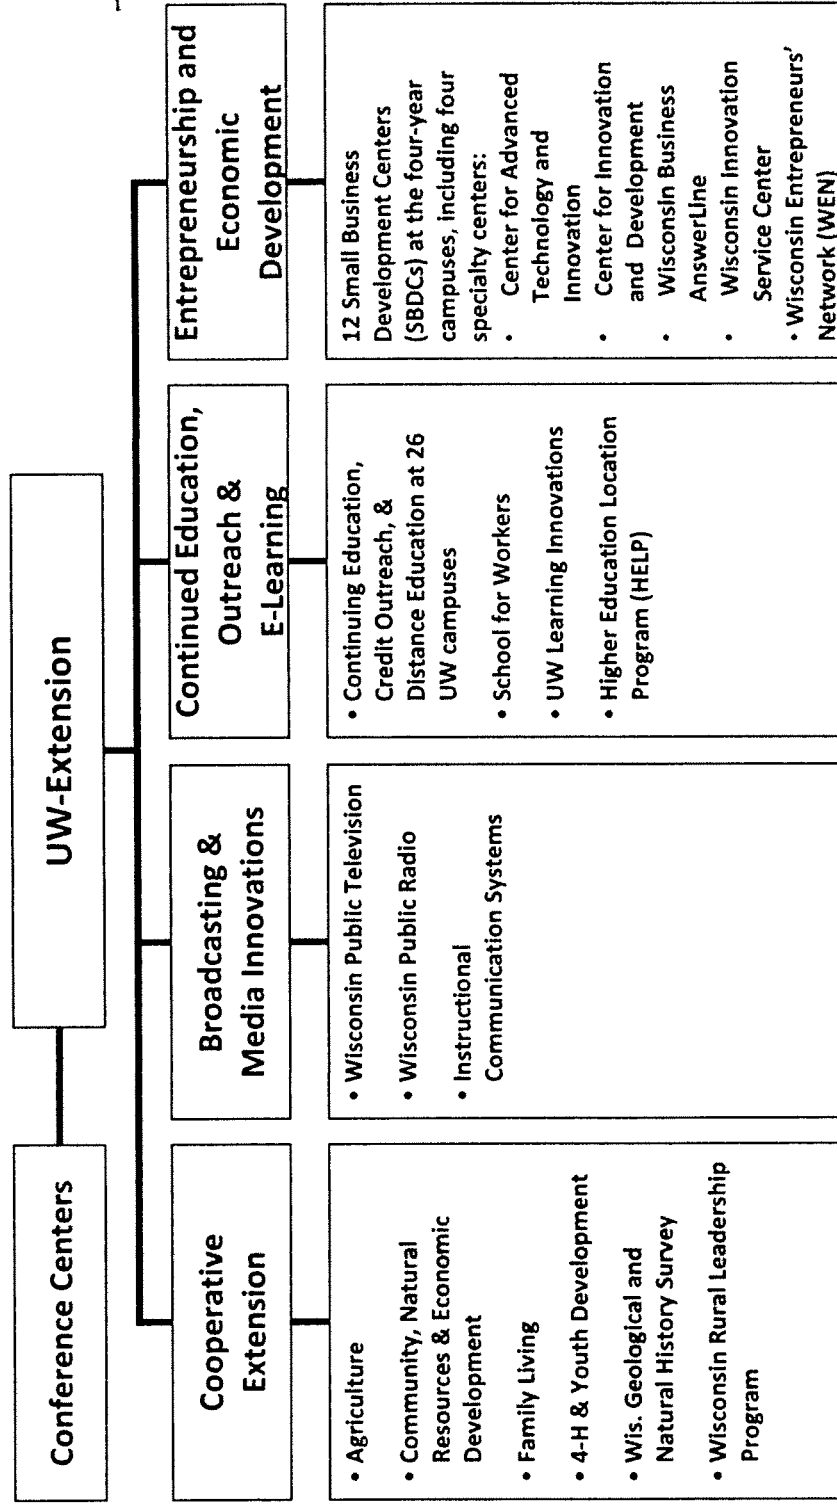 Conference Centers
UW-Extension
Cooperative
Extension
Broadcasting &
Media Innovations
Continued Education,
Outreach &
E-Learning
Entrepreneurship and
Economic
Development
• Agriculture
• Community, Natural
Resources & Economic
Development
• Family Living
• 4-H & Youth Development
• Wis. Geological and
Natural History Survey
• Wisconsin Rural Leadership
Program
• Wisconsin Public Television
• Wisconsin Public Radio
• Instructional
Communication Systems
• Continuing Education,
Credit Outreach, &
Distance Education at 26
UW campuses
• School for Workers
• UW Learning Innovations
• Higher Education Location
Program (HELP)
12 Small Business
Development Centers
(SBDCs) at the four-year
campuses, including four
specialty centers:
• Center for Advanced
Technology and
Innovation
• Center for Innovation
and Development
• Wisconsin Business
AnswerLine
• Wisconsin Innovation
Service Center
• Wisconsin Entrepreneurs'
Network (WEN)